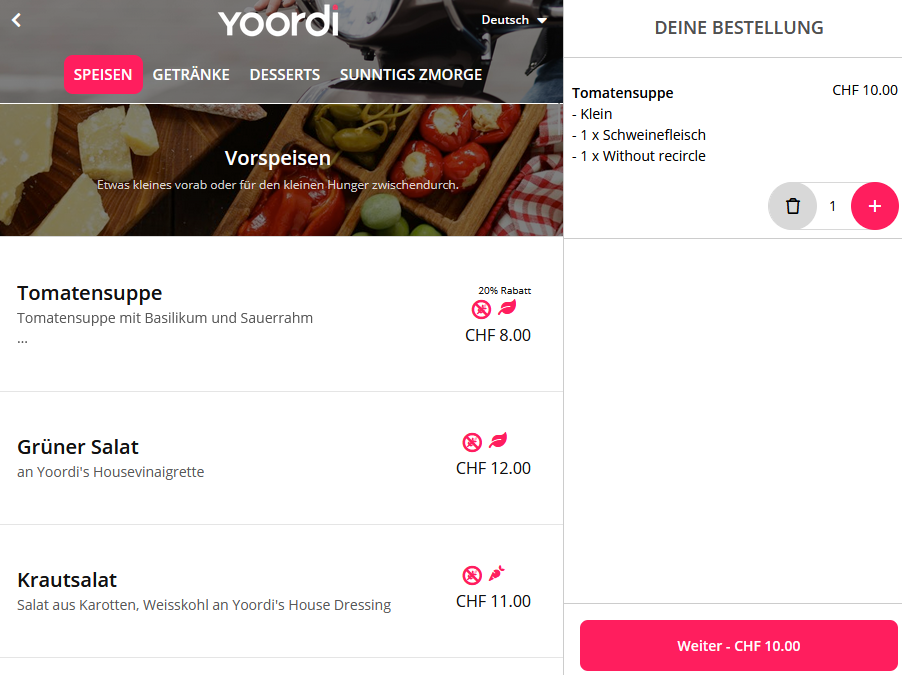 Yoordi
Deutsch
SPEISEN
GETRÄNKE
DESSERTS
SUNNTIGS ZMORGE
Vorspeisen
Etwas kleines vorab oder für den kleinen Hunger zwischendurch.
Tomatensuppe
Tomatensuppe mit Basilikum und Sauerrahm
...
20% Rabatt
CHF 8.00
Grüner Salat
an Yoordi's Housevinaigrette
CHF 12.00
Krautsalat
Salat aus Karotten, Weisskohl an Yoordi's House Dressing
CHF 11.00
DEINE BESTELLUNG
Tomatensuppe
CHF 10.00
- Klein
- 1 x Schweinefleisch
- 1 x Without recircle
1
+
Weiter - CHF 10.00